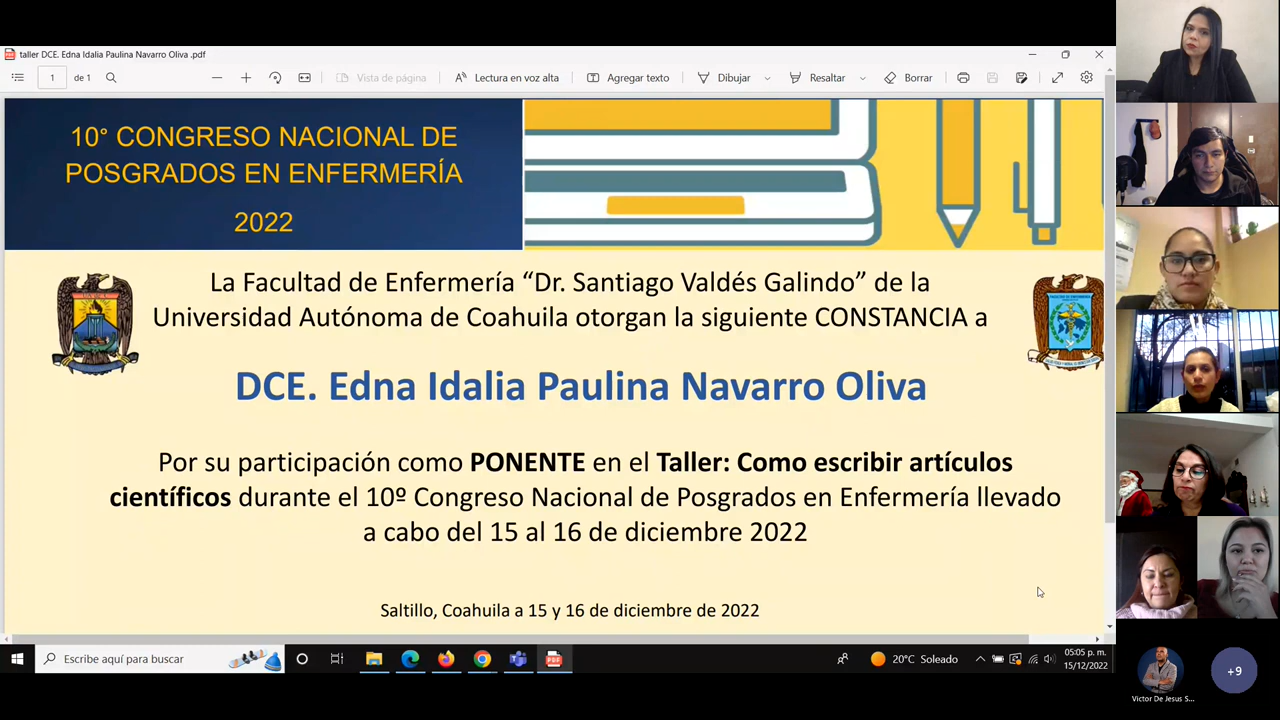 taller DCE. Edna Idalia Paulina Navarro Oliva .pdf
1 de 1
Vista de página
Lectura en voz alta
Agregar texto
Dibujar
Resaltar
Borrar
10° CONGRESO NACIONAL DE
POSGRADOS EN ENFERMERÍA
2022
La Facultad de Enfermería “Dr. Santiago Valdés Galindo” de la
Universidad Autónoma de Coahuila otorgan la siguiente CONSTANCIA a
DCE. Edna Idalia Paulina Navarro Oliva
Por su participación como PONENTE en el Taller: Como escribir artículos
científicos durante el 10º Congreso Nacional de Posgrados en Enfermería llevado
a cabo del 15 al 16 de diciembre 2022
Saltillo, Coahuila a 15 y 16 de diciembre de 2022
Escribe aquí para buscar
20°C Soleado
05:05 p. m.
15/12/2022
Victor De Jesus S...
+9